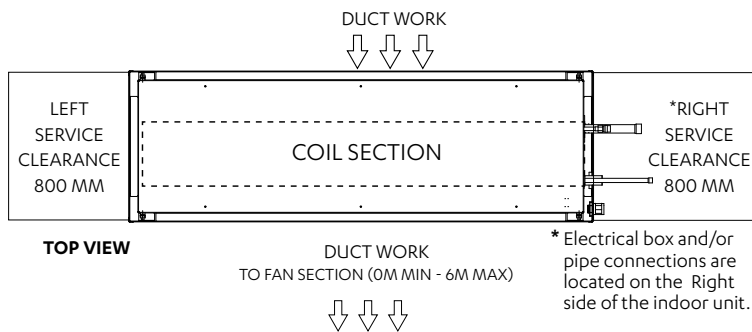 DUCT WORK
LEFT
SERVICE
CLEARANCE
800 MM
COIL SECTION
*RIGHT
SERVICE
CLEARANCE
800 MM
TOP VIEW
DUCT WORK
TO FAN SECTION (0M MIN - 6M MAX)
* Electrical box and/or
pipe connections are
located on the Right
side of the indoor unit.